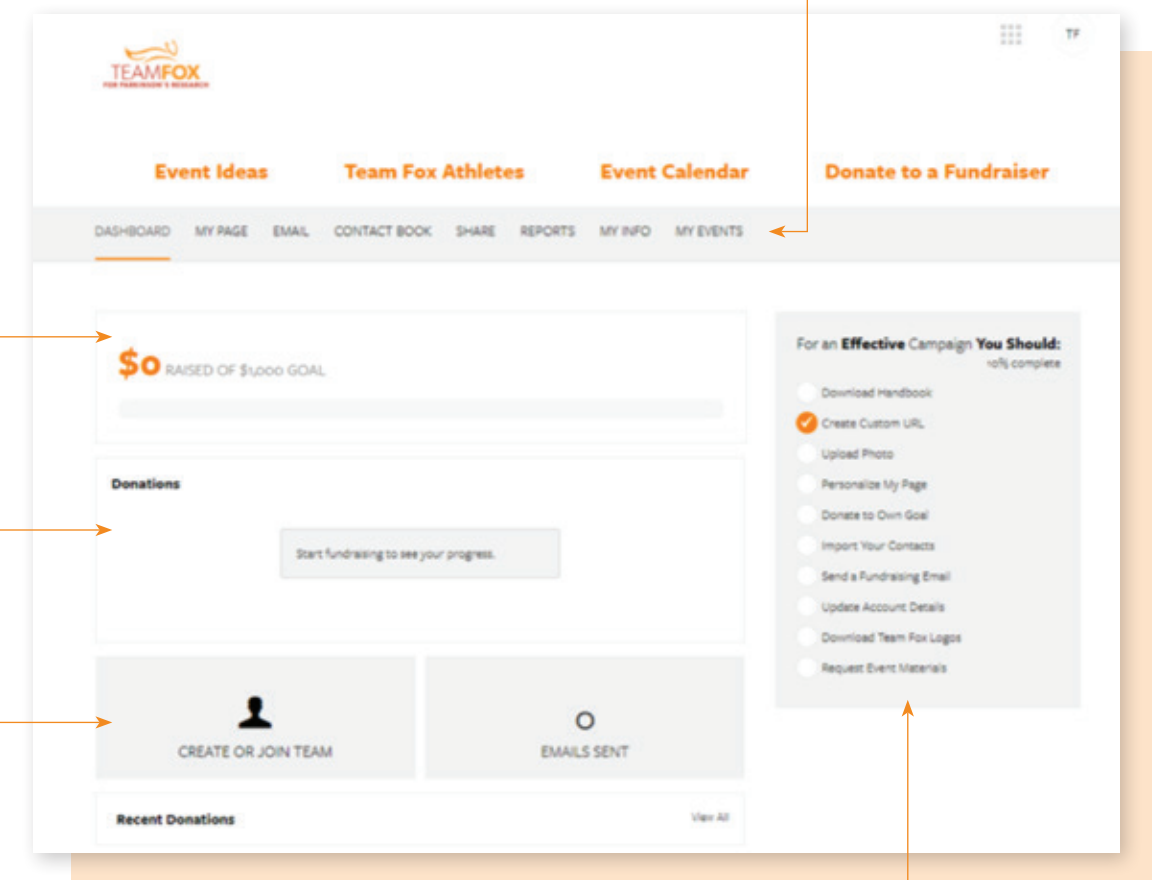 TF
TEAMFOX
FOR PARKINSON'S RESEARCH
Event Ideas Team Fox Athletes Event Calendar Donate to a Fundraiser
DASHBOARD MY PAGE EMAIL CONTACT BOOK SHARE REPORTS MY INFO MY EVENTS
$0 RAISED OF $1,000 GOAL
Donations
Start fundraising to see your progress.
CREATE OR JOIN TEAM
0
EMAILS SENT
Recent Donations View All
For an Effective Campaign You Should:
10% complete
Download Handbook
Create Custom URL
Upload Photo
Personalize My Page
Donate to Own Goal
Import Your Contacts
Send a Fundraising Email
Update Account Details
Download Team Fox Logos
Request Event Materials